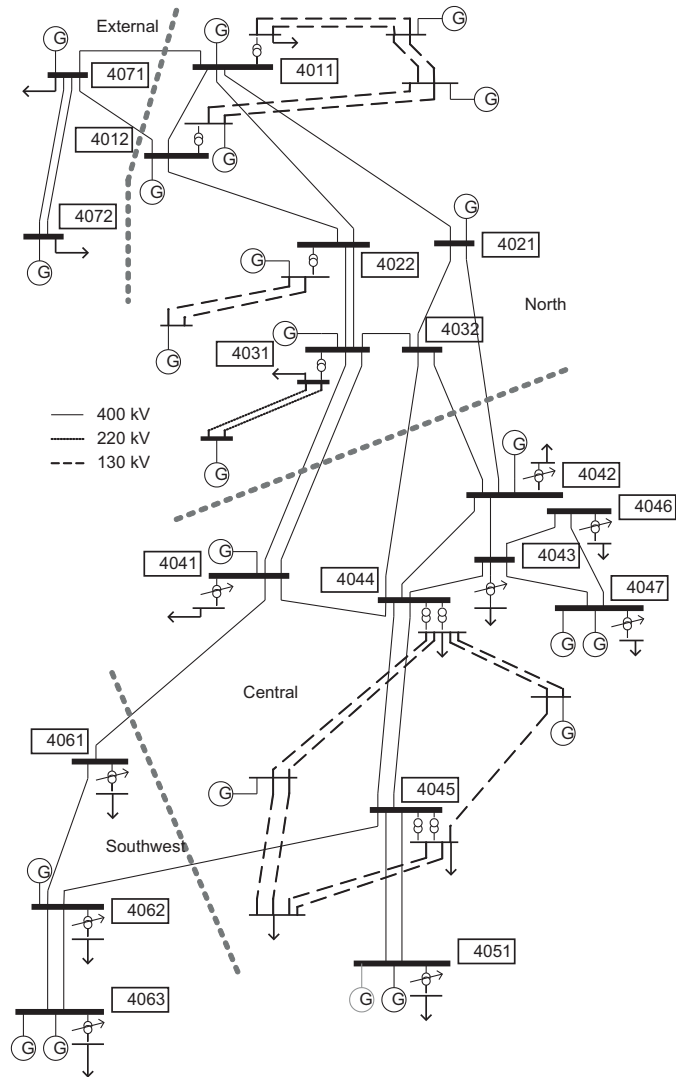 External
G
G
G
4071
4011
G
4012
G
G
4072
G
G
G
4021
G
4022
North
G
4032
4031
G
400 kV
220 kV
130 kV
G
G
4042
4046
4043
G
4041
4044
4047
G
G
Central
G
4061
G
4045
Southwest
G
4062
4051
G
G
4063
G
G